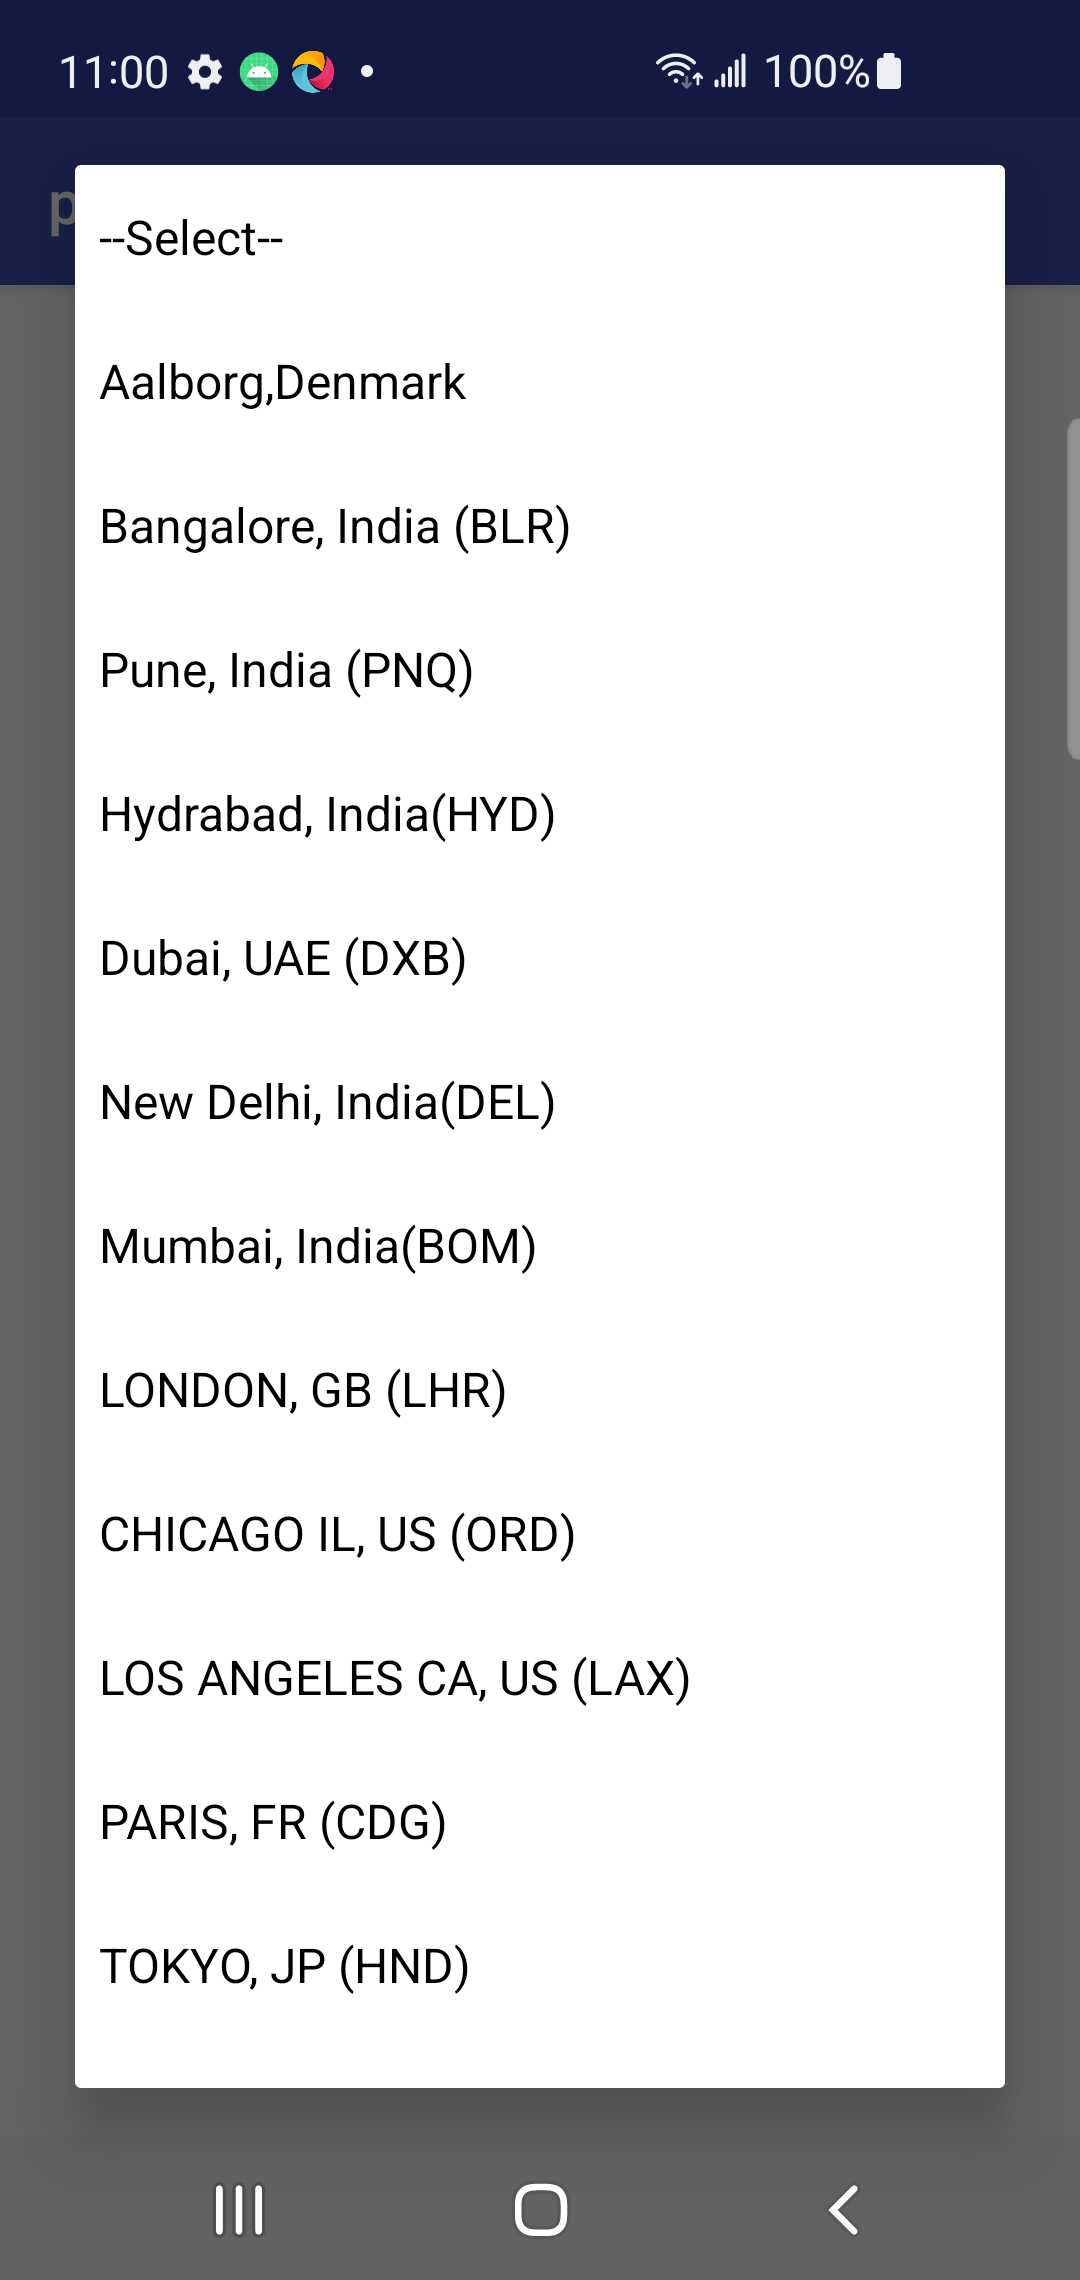 11:00
100%
p
--Select--
Aalborg,Denmark
Bangalore, India (BLR)
Pune, India (PNQ)
Hydrabad, India(HYD)
Dubai, UAE (DXB)
New Delhi, India(DEL)
Mumbai, India(BOM)
LONDON, GB (LHR)
CHICAGO IL, US (ORD)
LOS ANGELES CA, US (LAX)
PARIS, FR (CDG)
TOKYO, JP (HND)